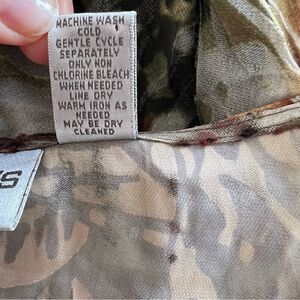 MACHINE WASH
COLD
GENTLE CYCLE
SEPARATELY
ONLY NON
CHLORINE BLEACH
WHEN NEEDED
LINE DRY
WARM IRON AS
NEEDED
MAY BE DRY
CLEANED
S